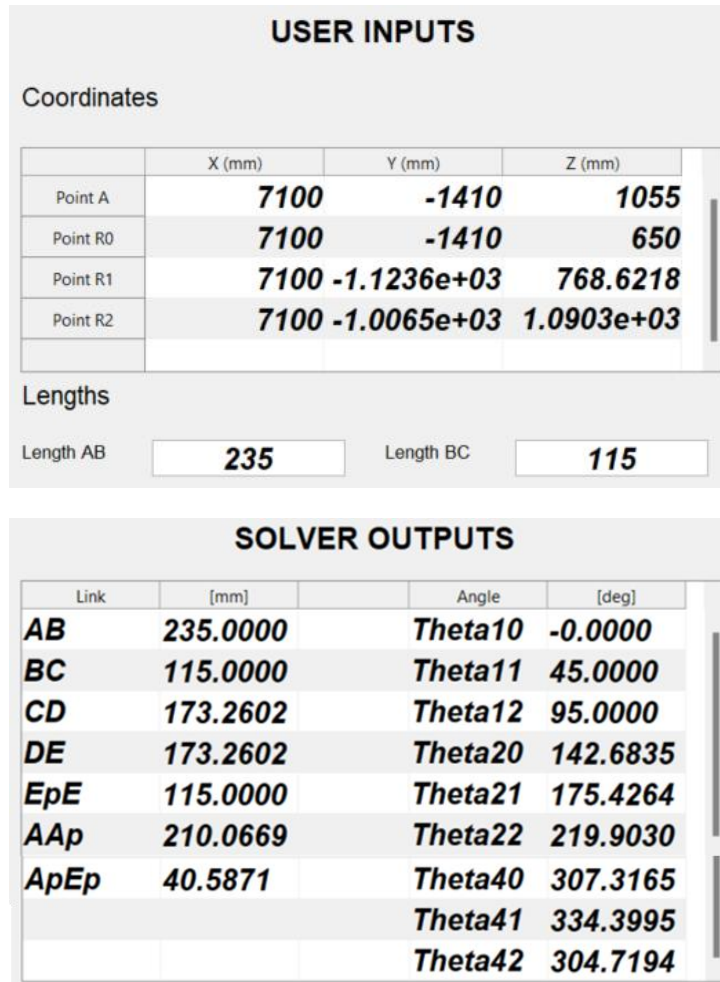 USER INPUTS
Coordinates
X (mm) Y (mm) Z (mm)
Point A 7100 -1410 1055
Point R0 7100 -1410 650
Point R1 7100 -1.1236e+03 768.6218
Point R2 7100 -1.0065e+03 1.0903e+03
Lengths
Length AB 235 Length BC 115
SOLVER OUTPUTS
Link [mm] Angle [deg]
AB 235.0000 Theta10 -0.0000
BC 115.0000 Theta11 45.0000
CD 173.2602 Theta12 95.0000
DE 173.2602 Theta20 142.6835
EpE 115.0000 Theta21 175.4264
AAp 210.0669 Theta22 219.9030
ApEp 40.5871 Theta40 307.3165
Theta41 334.3995
Theta42 304.7194